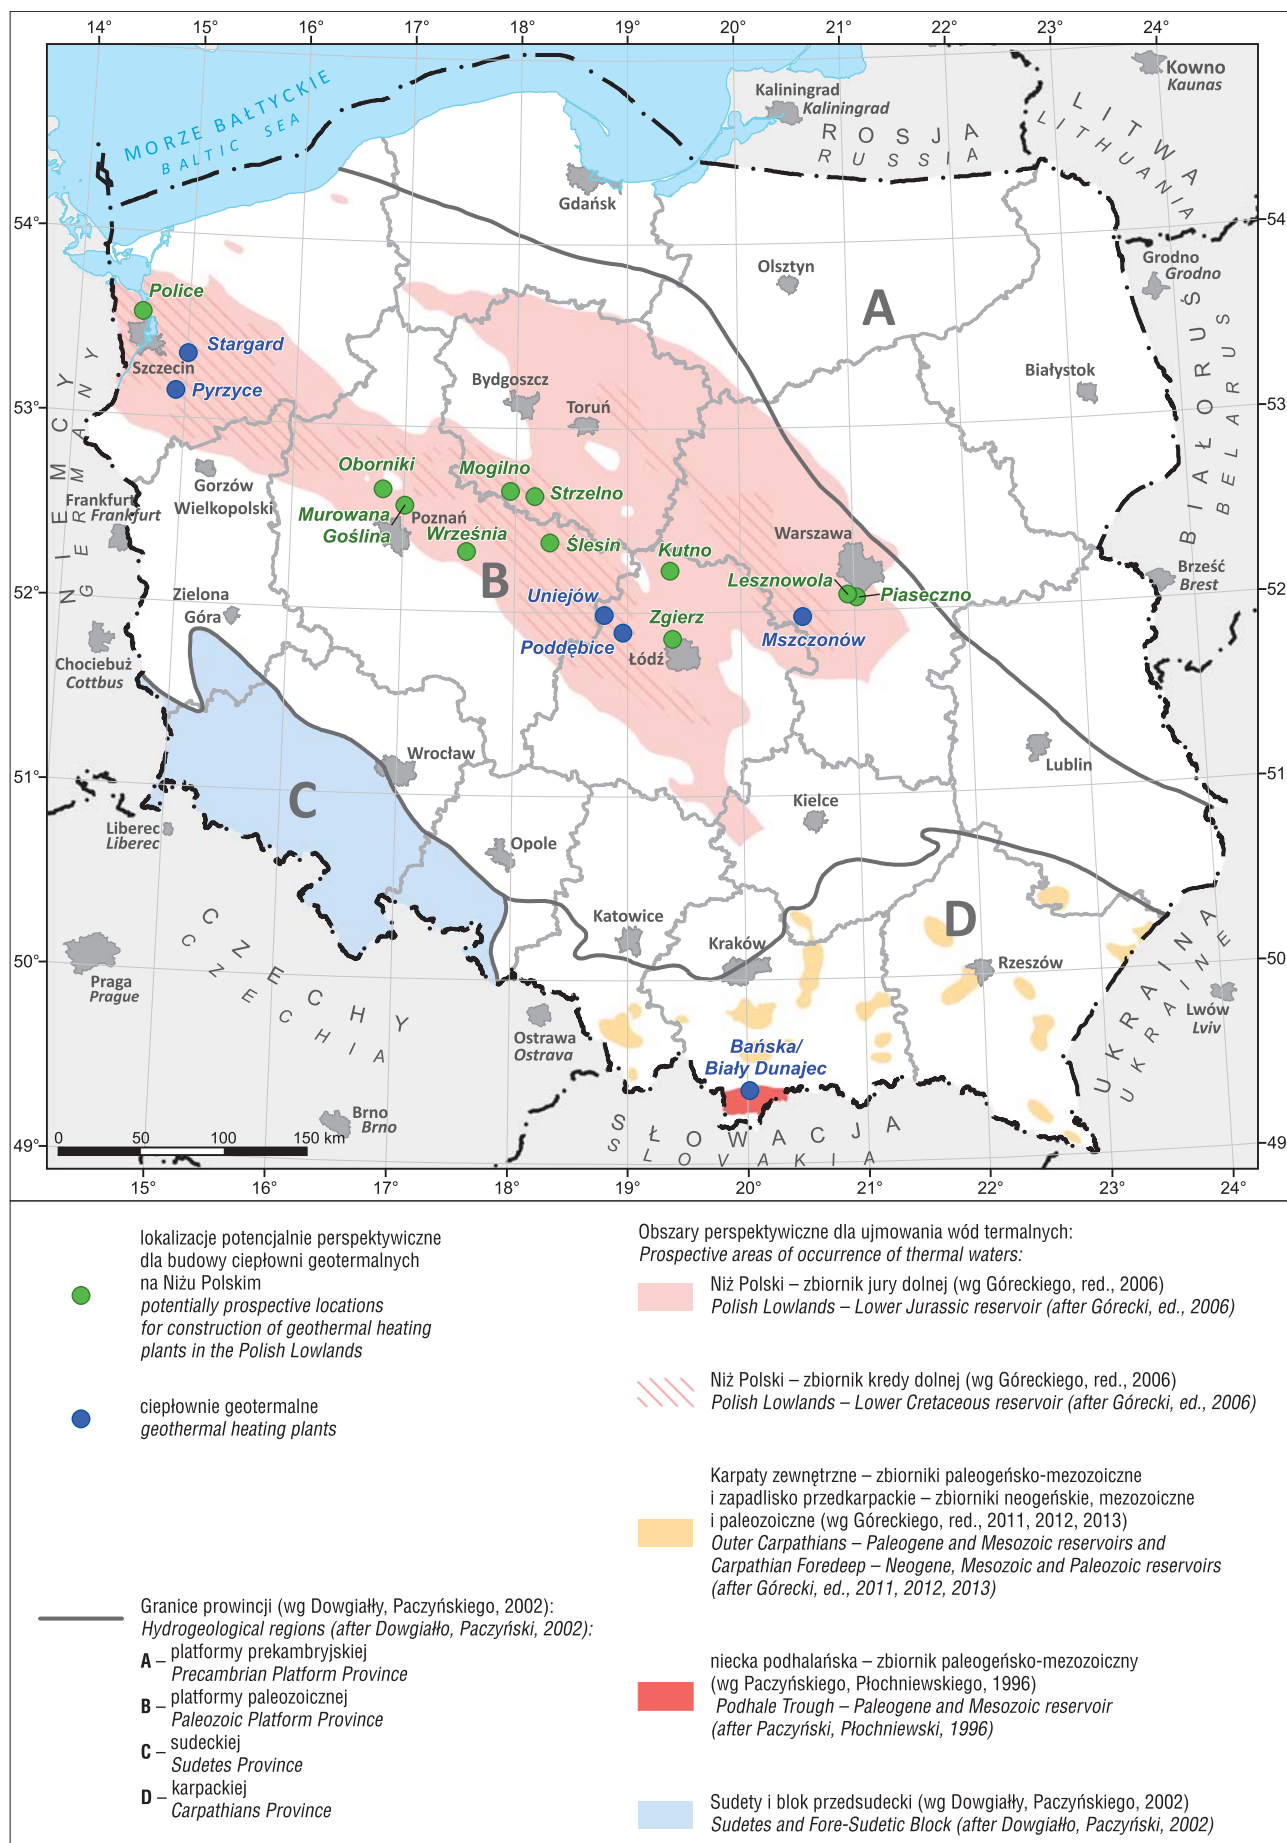 14° 15° 16° 17° 18° 19° 20° 21° 22° 23° 24°
MORZE BAŁTYCKIE
BALTIC SEA
Kaliningrad
Kaliningrad
ROSJA
RUSSIA
Kowno
Kaunas
LITWA
LITHUANIA
Gdańsk
54°
54°
Olsztyn
A
Grodno
Grodno
Police
Stargard
Szczecin
Pyrzyce
Bydgoszcz
Toruń
Białystok
NIEMCY
GERMANY
BIAŁORUŚ
BELARUS
53°
53°
Gorzów
Wielkopolski
Frankfurt
Frankfurt
Oborniki
Mogilno
Strzelno
Murowana
Goślina
Poznań
Września
Ślesin
Kutno
Warszawa
Lesznowola
Piaseczno
Brześć
Brest
52°
52°
B
Zielona
Góra
Uniejów
Zgierz
Poddębice
Łódź
Mszczonów
Chociebuż
Cottbus
51°
51°
Wrocław
Lublin
C
Kielce
Liberec
Liberec
Opole
CZECHY
CZECHIA
Katowice
Kraków
D
Rzeszów
UKRAINA
UKRAINE
50°
50°
Praga
Prague
Ostrawa
Ostrava
Lwów
Lviv
Bańska/
Biały Dunajec
Brno
Brno
SŁOWACJA
SLOVAKIA
0 50 100 150 km
49°
49°
15° 16° 17° 18° 19° 20° 21° 22° 23° 24°
lokalizacje potencjalnie perspektywiczne
dla budowy ciepłowni geotermalnych
na Niżu Polskim
potentially prospective locations
for construction of geothermal heating
plants in the Polish Lowlands
ciepłownie geotermalne
geothermal heating plants
Granice prowincji (wg Dowgiałły, Paczyńskiego, 2002):
Hydrogeological regions (after Dowgiałło, Paczyński, 2002):
A – platformy prekambryjskiej
Precambrian Platform Province
B – platformy paleozoicznej
Paleozoic Platform Province
C – sudeckiej
Sudetes Province
D – karpackiej
Carpathians Province
Obszary perspektywiczne dla ujmowania wód termalnych:
Prospective areas of occurrence of thermal waters:
Niż Polski – zbiornik jury dolnej (wg Góreckiego, red., 2006)
Polish Lowlands – Lower Jurassic reservoir (after Górecki, ed., 2006)
Niż Polski – zbiornik kredy dolnej (wg Góreckiego, red., 2006)
Polish Lowlands – Lower Cretaceous reservoir (after Górecki, ed., 2006)
Karpaty zewnętrzne – zbiorniki paleogeńsko-mezozoiczne
i zapadlisko przedkarpackie – zbiorniki neogeńskie, mezozoiczne
i paleozoiczne (wg Góreckiego, red., 2011, 2012, 2013)
Outer Carpathians – Paleogene and Mesozoic reservoirs and
Carpathian Foredeep – Neogene, Mesozoic and Paleozoic reservoirs
(after Górecki, ed., 2011, 2012, 2013)
niecka podhalańska – zbiornik paleogeńsko-mezozoiczny
(wg Paczyńskiego, Płochniewskiego, 1996)
Podhale Trough – Paleogene and Mesozoic reservoir
(after Paczyński, Płochniewski, 1996)
Sudety i blok przedsudecki (wg Dowgiałły, Paczyńskiego, 2002)
Sudetes and Fore-Sudetic Block (after Dowgiałło, Paczyński, 2002)